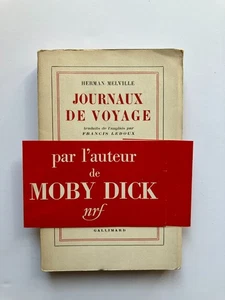 HERMAN MELVILLE
JOURNAUX
DE VOYAGE
traduits de l'anglais par
FRANCIS LEDOUX
par l'auteur
de
MOBY DICK
nrf
GALLIMARD